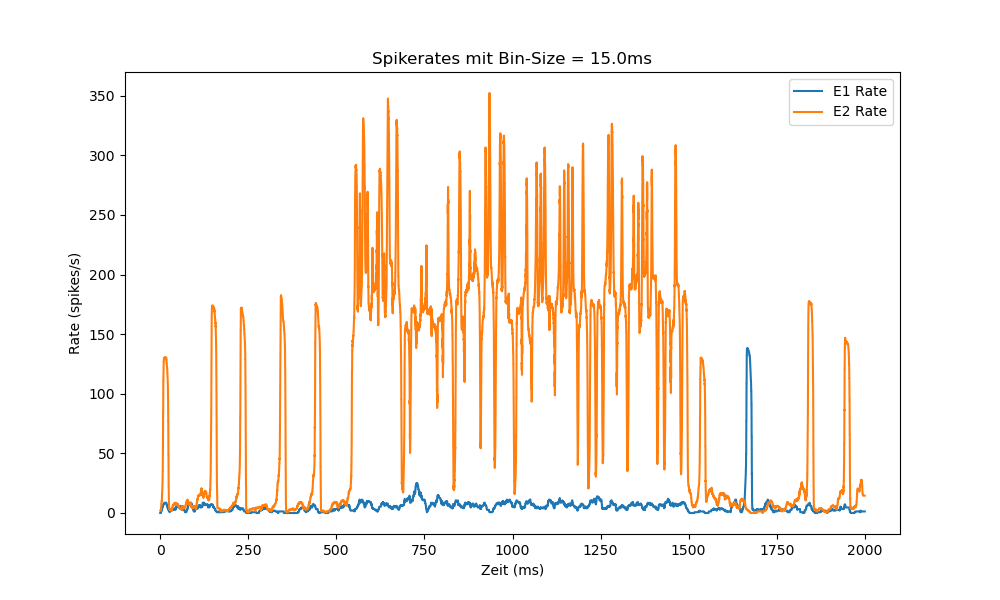 Spikerates mit Bin-Size = 15.0ms
E1 Rate
E2 Rate
Rate (spikes/s)
350
300
250
200
150
100
50
0
0 250 500 750 1000 1250 1500 1750 2000
Zeit (ms)